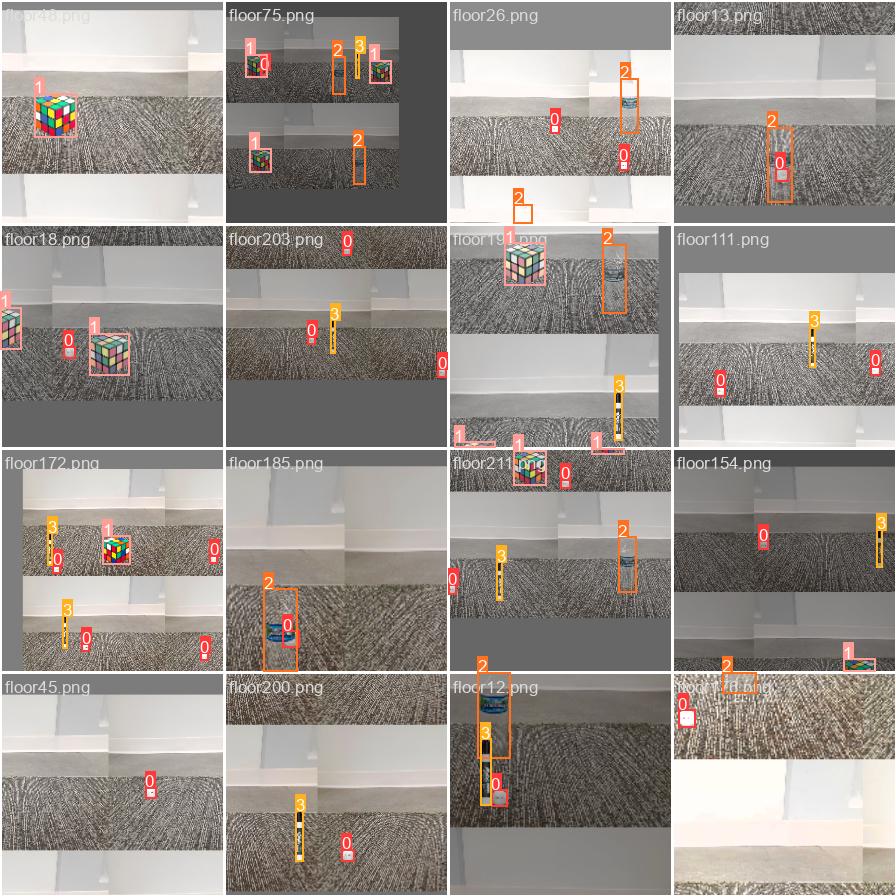 floor48.png
1
floor75.png
1 0 2 3 1
1 2
floor26.png
2
0
0
2
floor13.png
2
0
floor18.png
1
0 1
floor203.png
0
3
0
0
1
2
3
1 1 1
floor111.png
3
0
0
floor172.png
3 1
0 0
3
0 0
floor185.png
2
0
floor211.png
1 0
2
3
0
floor154.png
3
0
1
floor45.png
0
floor200.png
3
0
floor12.png
2
3
0
2
0